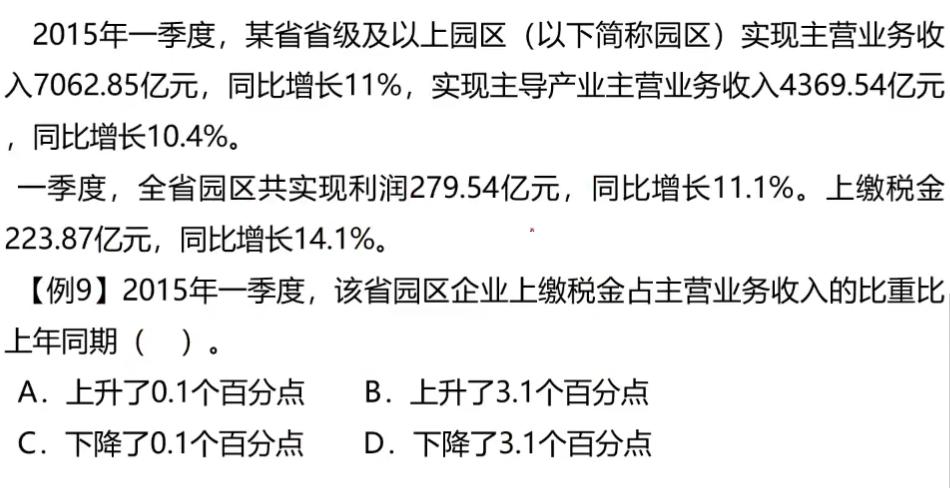 2015年一季度，某省省级及以上园区（以下简称园区）实现主营业务收
入7062.85亿元，同比增长11%，实现主导产业主营业务收入4369.54亿元
，同比增长10.4%。
一季度，全省园区共实现利润279.54亿元，同比增长11.1%。上缴税金
223.87亿元，同比增长14.1%。
【例9】2015年一季度，该省园区企业上缴税金占主营业务收入的比重比
上年同期（　）。
A．上升了0.1个百分点　　B．上升了3.1个百分点
C．下降了0.1个百分点　　D．下降了3.1个百分点